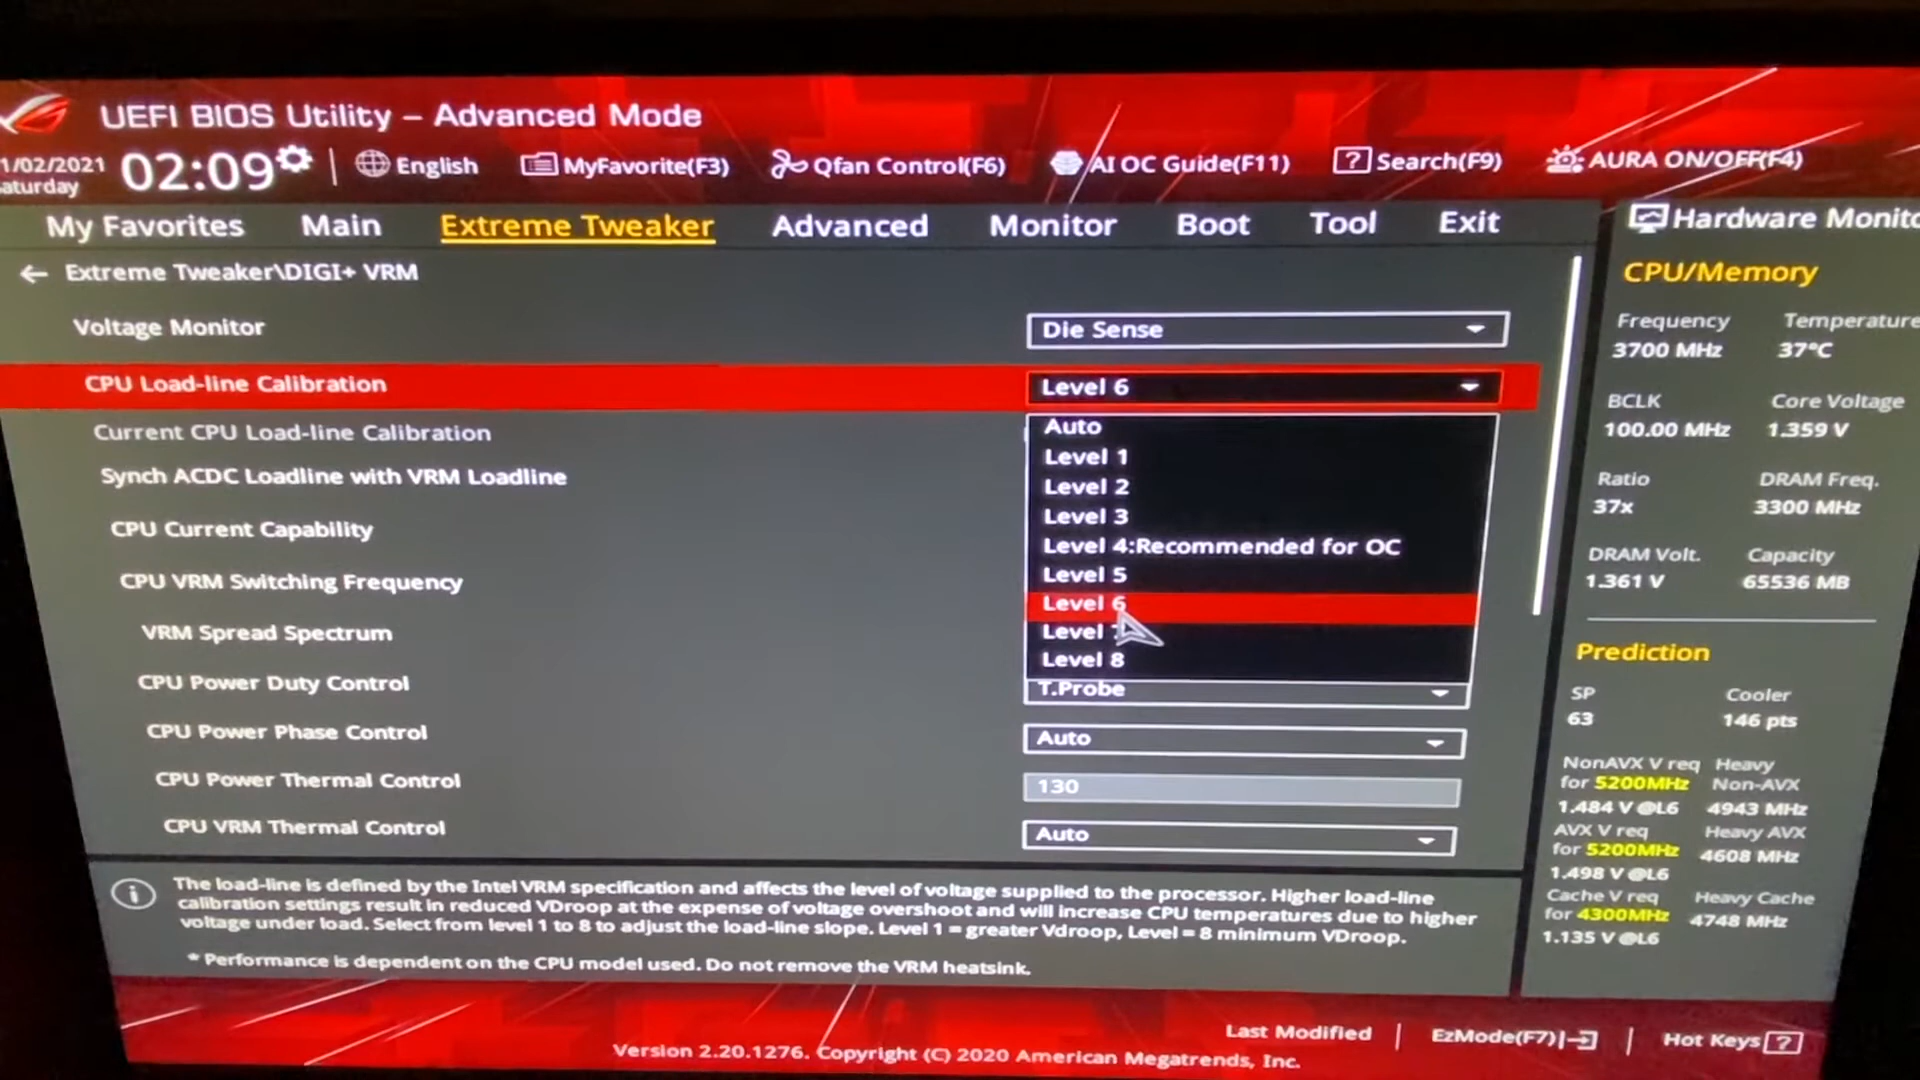 UEFI BIOS Utility – Advanced Mode
1/02/2021
aturday
02:09
English
MyFavorite(F3)
Qfan Control(F6)
AI OC Guide(F11)
Search(F9)
AURA ON/OFF(F4)
My Favorites
Main
Extreme Tweaker
Advanced
Monitor
Boot
Tool
Exit
Extreme Tweaker\DIGI+ VRM
Voltage Monitor
Die Sense
CPU Load-line Calibration
Level 6
Current CPU Load-line Calibration
Synch ACDC Loadline with VRM Loadline
CPU Current Capability
CPU VRM Switching Frequency
VRM Spread Spectrum
Auto
Level 1
Level 2
Level 3
Level 4:Recommended for OC
Level 5
Level 6
Level
Level 8
CPU Power Duty Control
T.Probe
CPU Power Phase Control
Auto
CPU Power Thermal Control
130
CPU VRM Thermal Control
Auto
The load-line is defined by the Intel VRM specification and affects the level of voltage supplied to the processor. Higher load-line
calibration settings result in reduced VDroop at the expense of voltage overshoot and will increase CPU temperatures due to higher
voltage under load. Select from level 1 to 8 to adjust the load-line slope. Level 1 = greater Vdroop, Level = 8 minimum VDroop.
* Performance is dependent on the CPU model used. Do not remove the VRM heatsink.
Hardware Monito
CPU/Memory
Frequency
Temperature
3700 MHz
37°C
BCLK
Core Voltage
100.00 MHz
1.359 V
Ratio
DRAM Freq.
37x
3300 MHz
DRAM Volt.
Capacity
1.361 V
65536 MB
Prediction
SP
Cooler
63
146 pts
NonAVX V req
Heavy
for 5200MHz
Non-AVX
1.484 V @L6
4943 MHz
AVX V req
Heavy AVX
for 5200MHz
4608 MHz
1.498 V @L6
Cache V req
Heavy Cache
for 4300MHz
4748 MHz
1.135 V @L6
Last Modified
EzMode(F7)
Hot Keys ?
Version 2.20.1276. Copyright (C) 2020 American Megatrends, Inc.